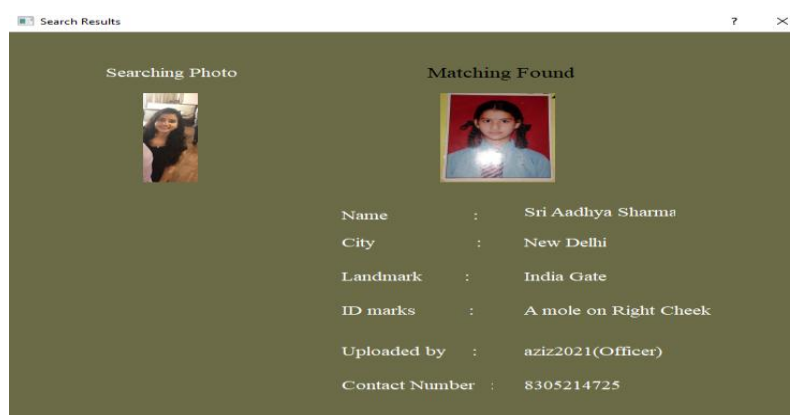 Search Results
?
Searching Photo
Matching Found
Name : Sri Aadhya Sharma
City : New Delhi
Landmark : India Gate
ID marks : A mole on Right Cheek
Uploaded by : aziz2021(Officer)
Contact Number : 8305214725